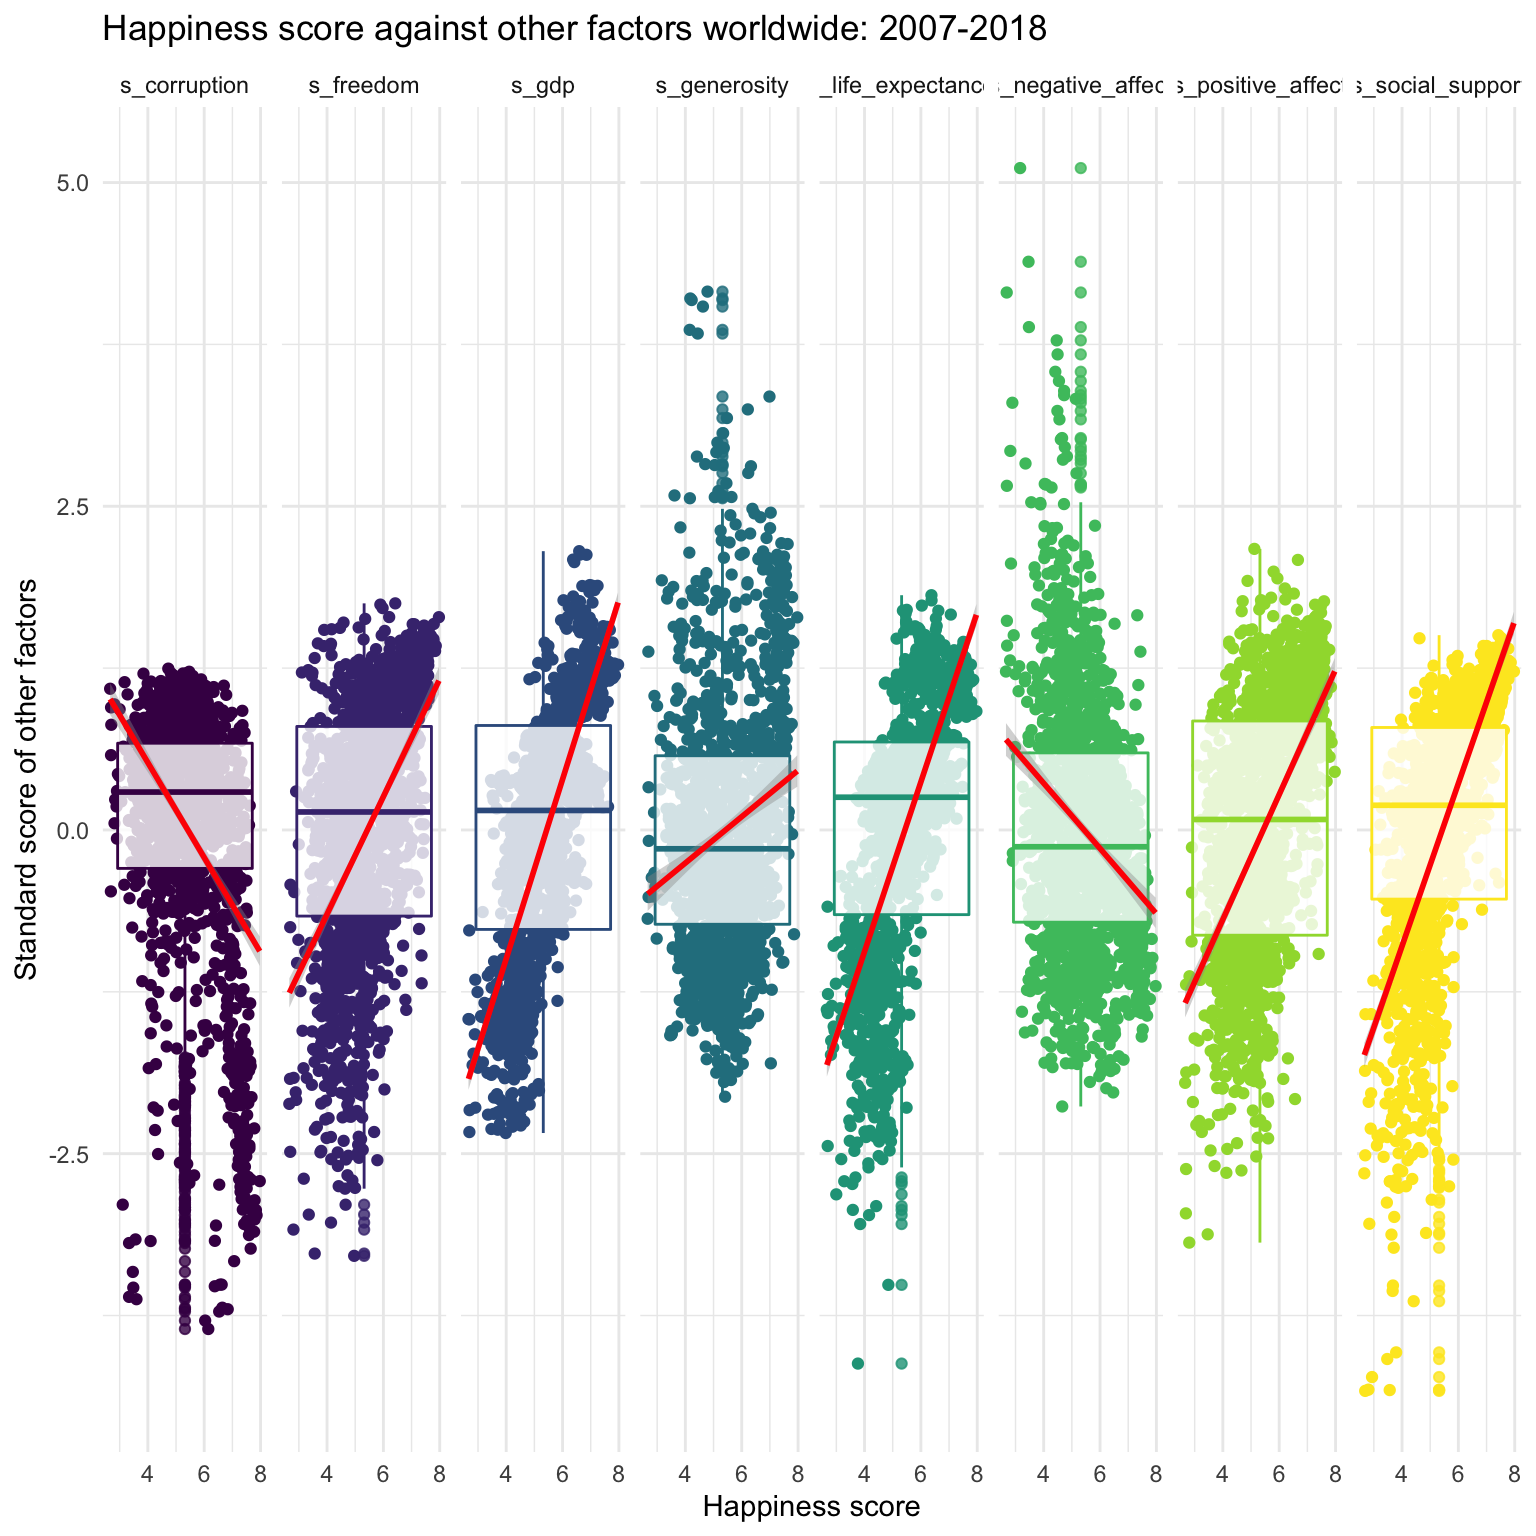 Happiness score against other factors worldwide: 2007-2018
s_corruption s_freedom s_gdp s_generosity _life_expectance _negative_affec s_positive_affect s_social_suppor
5.0
2.5
0.0
-2.5
Standard score of other factors
4 6 8 4 6 8 4 6 8 4 6 8 4 6 8 4 6 8 4 6 8 4 6 8
Happiness score